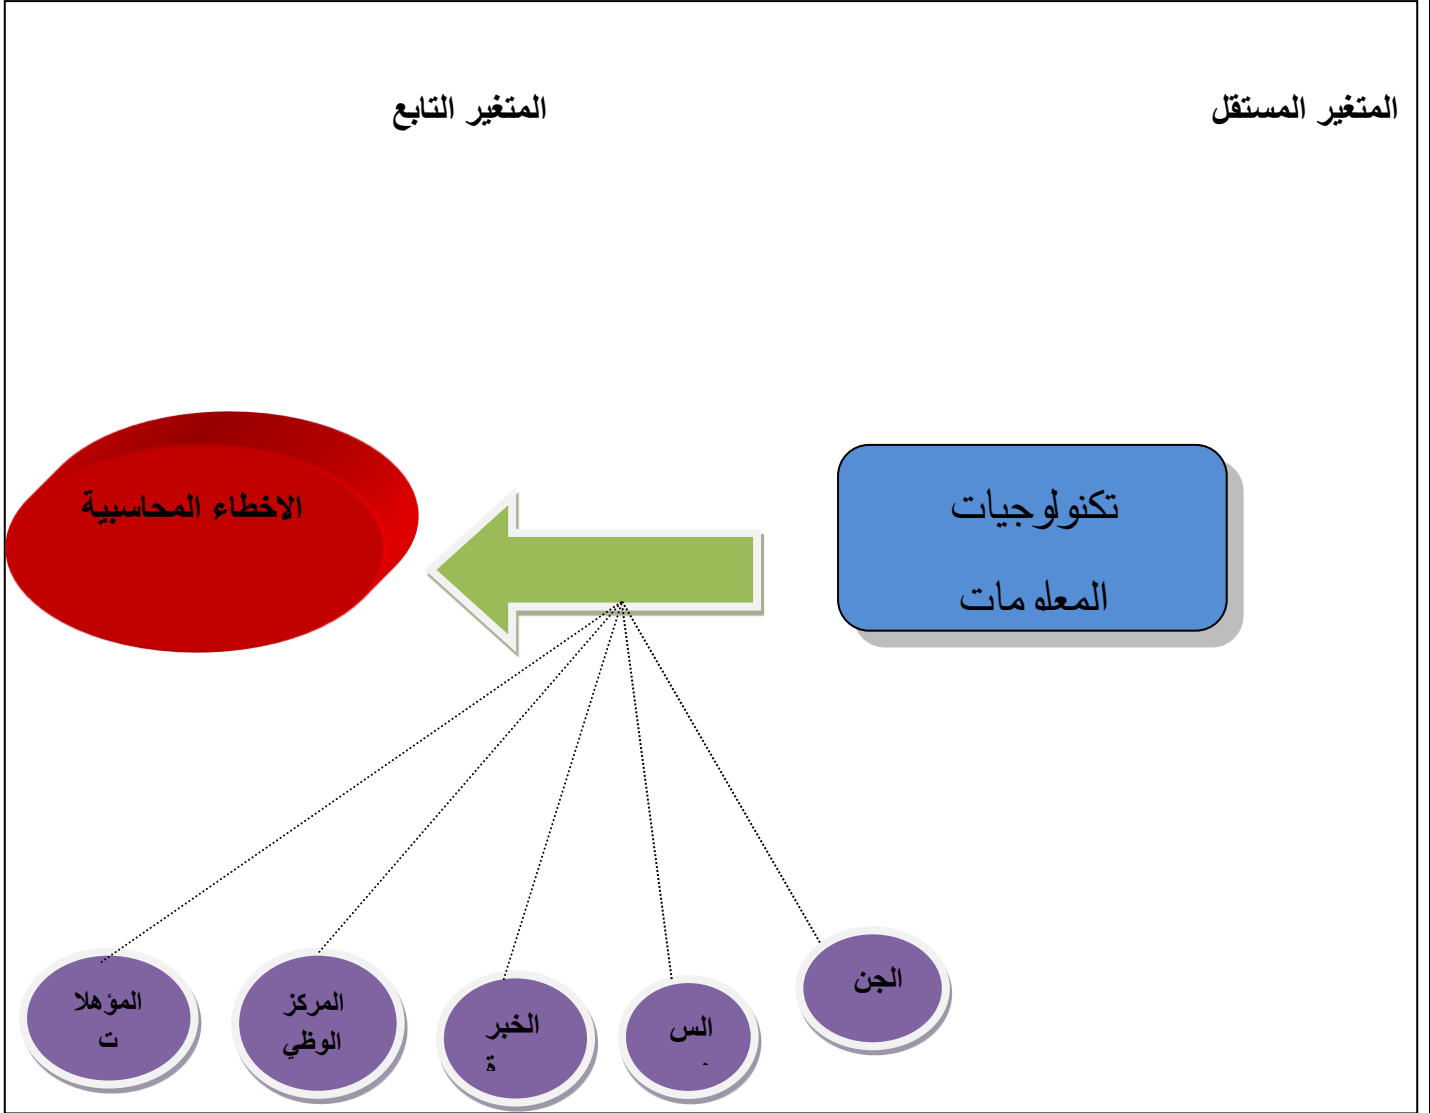 المتغير المستقل
المتغير التابع
تكنولوجيات
المعلومات
الاخطاء المحاسبية
الجن
الس
الخبر
ة
المركز
الوظي
المؤهلا
ت